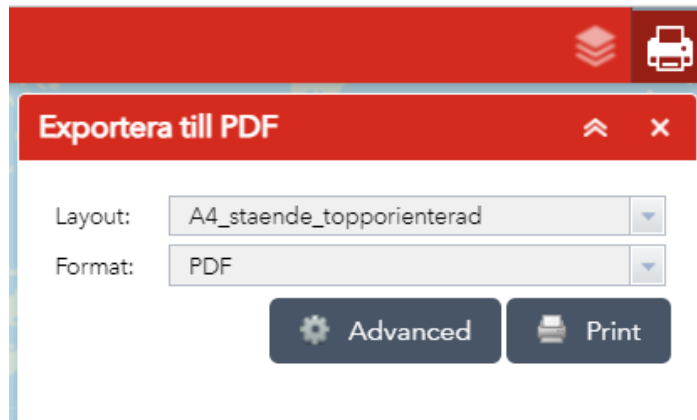 Exportera till PDF
Layout: A4_staende_topporienterad
Format: PDF
Advanced Print